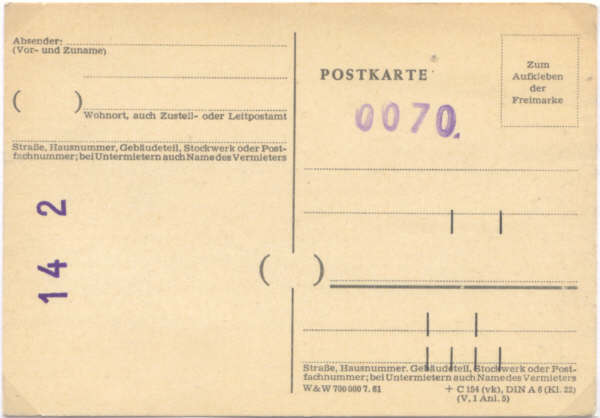 Absender:
(Vor- und Zuname)
( )
Wohnort, auch Zustell- oder Leitpostamt
Straße, Hausnummer, Gebäudeteil, Stockwerk oder Post-
fachnummer; bei Untermietern auch Name des Vermieters
14 2
POSTKARTE
0070.
Zum
Aufkleben
der
Freimarke
( )
Straße, Hausnummer. Gebäudeteil, Stockwerk oder Post-
fachnummer; bei Untermietern auch Name des Vermieters
W & W 700 000 7. 61
+ C 154 (vk), DIN A 6 (Kl. 22)
(V, 1 Anl. 5)